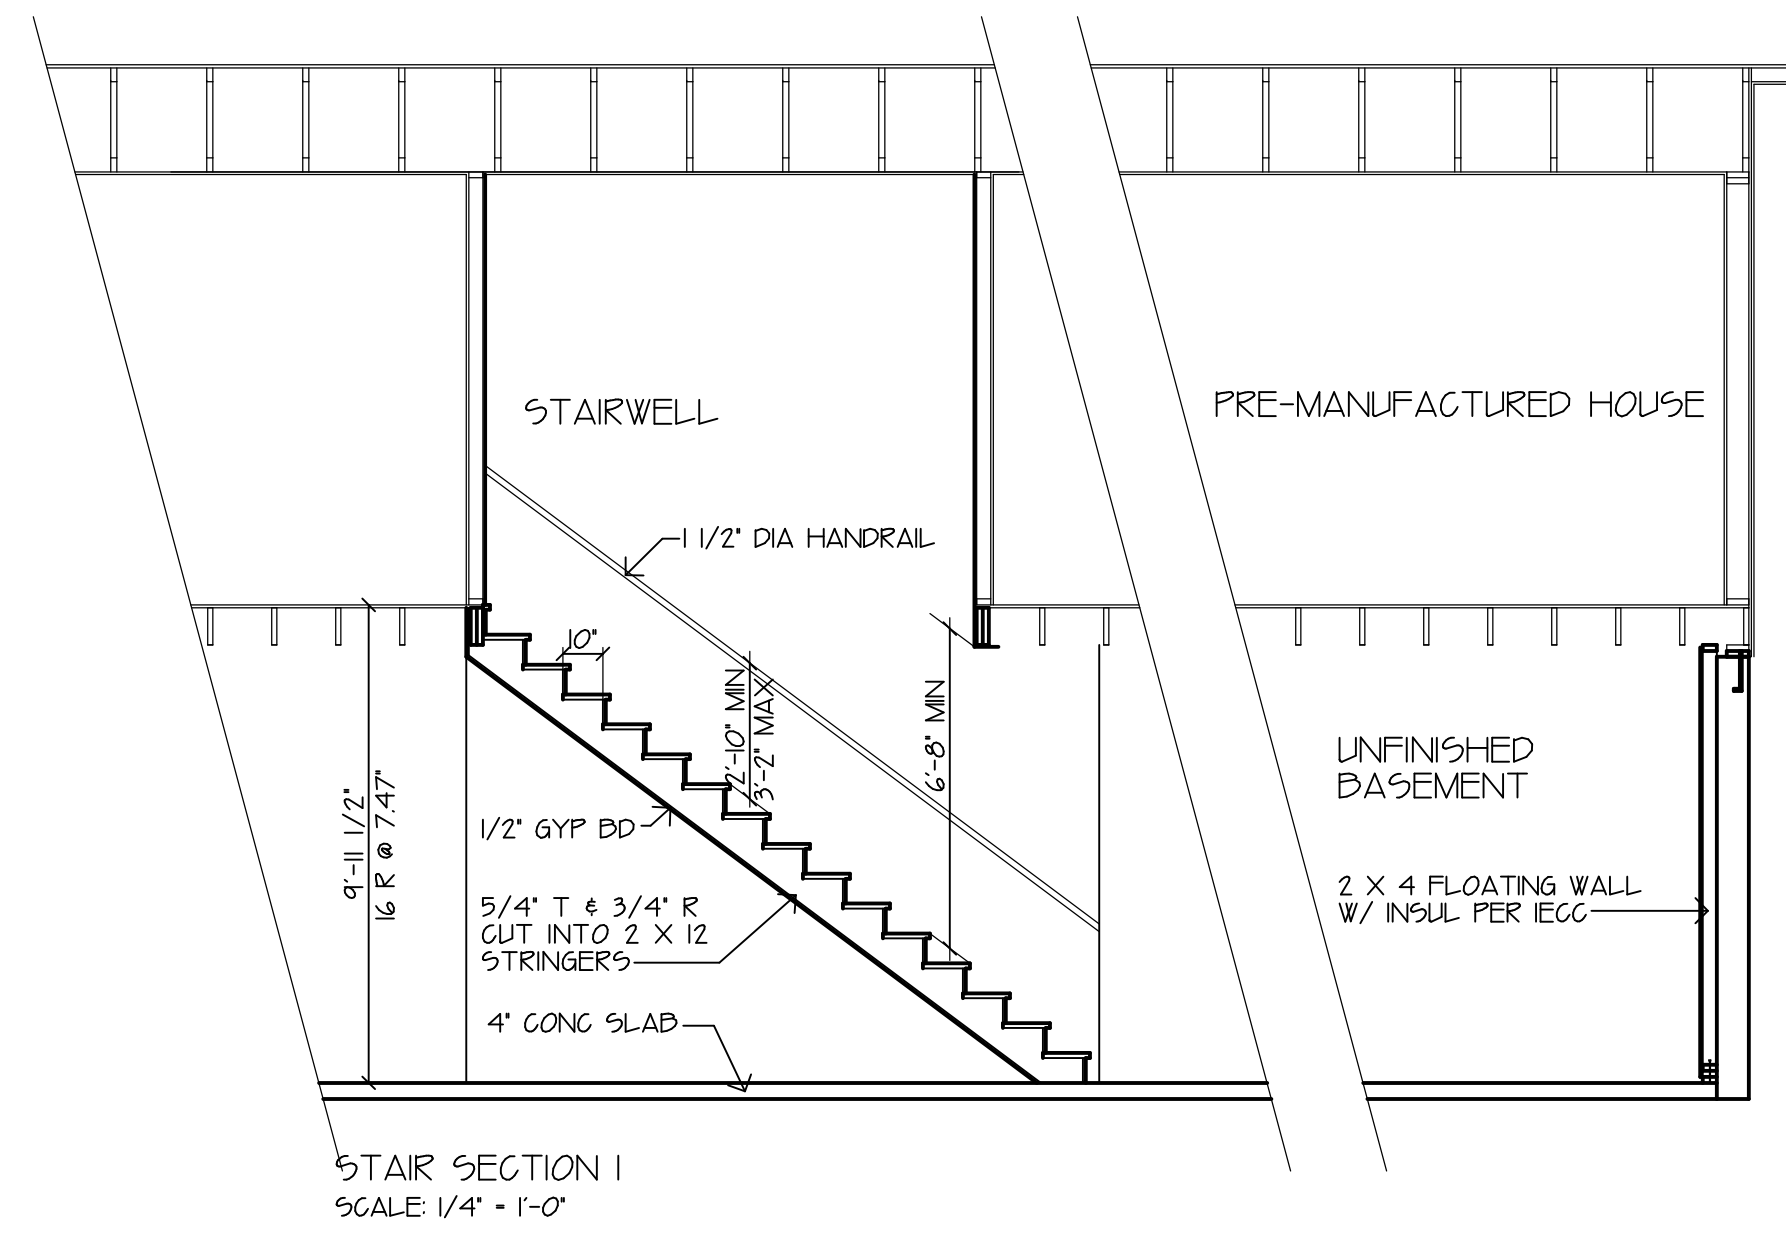 STAIRWELL
PRE-MANUFACTURED HOUSE
1 1/2" DIA HANDRAIL
10"
2'-10" MIN
3'-2" MAX
6'-8" MIN
UNFINISHED
BASEMENT
9'-11 1/2"
16 R @ 7.47"
1/2" GYP BD
2 X 4 FLOATING WALL
W/ INSUL PER IECC
5/4" T & 3/4" R
CUT INTO 2 X 12
STRINGERS
4" CONC SLAB
STAIR SECTION 1
SCALE: 1/4" = 1'-0"